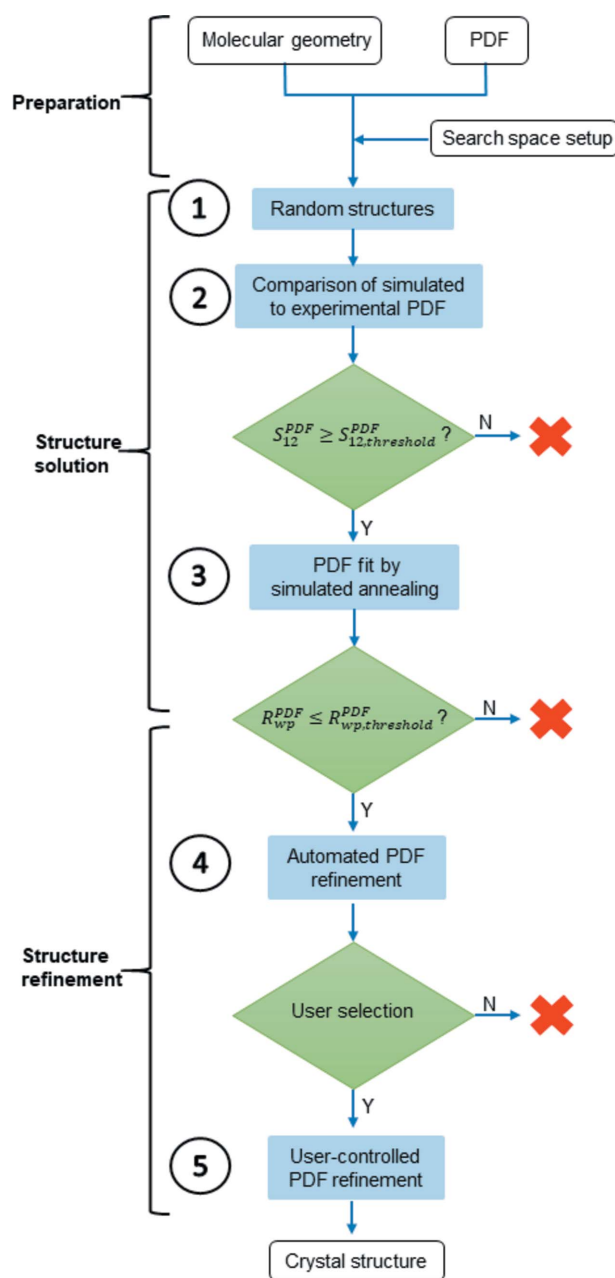 Molecular geometry
PDF
Preparation
Search space setup
1
Random structures
2
Comparison of simulated
to experimental PDF
S_{12}^{PDF} ≥ S_{12,threshold}^{PDF} ?
N
Y
Structure
solution
3
PDF fit by
simulated annealing
R_{wp}^{PDF} ≤ R_{wp,threshold}^{PDF} ?
N
Y
4
Automated PDF
refinement
Structure
refinement
User selection
N
Y
5
User-controlled
PDF refinement
Crystal structure